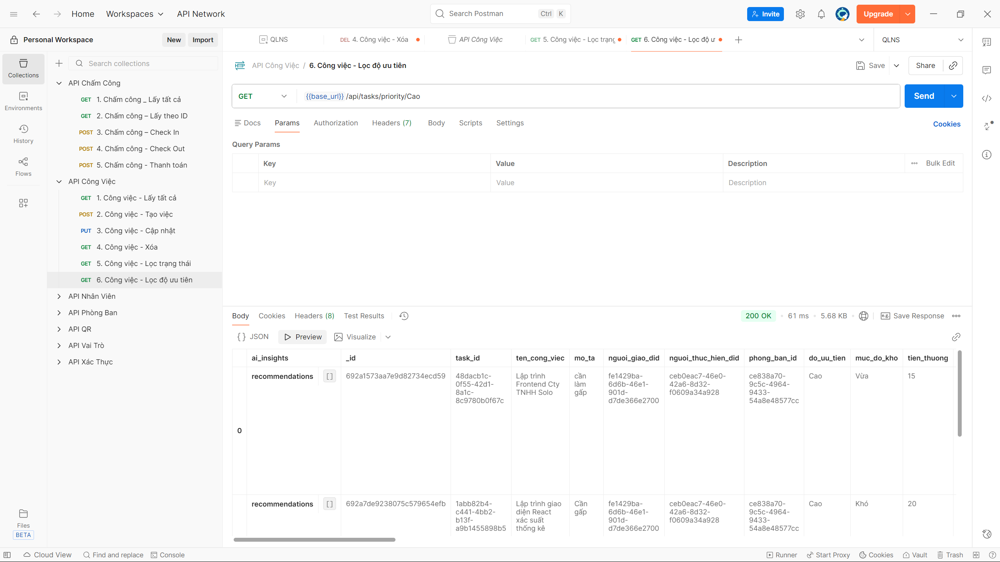 Home Workspaces API Network Search Postman Ctrl K Invite Upgrade
Personal Workspace New Import QLNS DEL 4. Công việc - Xóa API Công Việc GET 5. Công việc - Lọc trạng GET 6. Công việc - Lọc độ ư QLNS
Collections
Environments
History
Flows
Files
BETA
Search collections
API Chấm Công
GET 1. Chấm công _ Lấy tất cả
GET 2. Chấm công – Lấy theo ID
POST 3. Chấm công – Check In
POST 4. Chấm công - Check Out
POST 5. Chấm công - Thanh toán
API Công Việc
GET 1. Công việc - Lấy tất cả
POST 2. Công việc - Tạo việc
PUT 3. Công việc - Cập nhật
GET 4. Công việc - Xóa
GET 5. Công việc - Lọc trạng thái
GET 6. Công việc - Lọc độ ưu tiên
API Nhân Viên
API Phòng Ban
API QR
API Vai Trò
API Xác Thực
HTTP API Công Việc / 6. Công việc - Lọc độ ưu tiên Save Share
GET {{base_url}}/api/tasks/priority/Cao Send
Docs Params Authorization Headers (7) Body Scripts Settings Cookies
Query Params
Key Value Description Bulk Edit
Key Value Description
Body Cookies Headers (8) Test Results 200 OK • 61 ms • 5.68 KB e.g. Save Response
{} JSON Preview Visualize
ai_insights _id task_id ten_cong_viec mo_ta nguoi_giao_did nguoi_thuc_hien_did phong_ban_id do_uu_tien muc_do_kho tien_thuong
0
recommendations [] 692a1573aa7e9d82734ecd59 48dacb1c- Lập trình cần fe1429ba- ceb0eac7-46e0- ce838a70- Cao Vừa 15
0f55-42d1- Frontend Cty làm 6d6b-46e1- 42a6-8d32- 9c5c-4964-
8a1c- TNHH Solo gấp 901d- f0609a34a928 9433-
8c9780b0f67c d7de366e2700 54a8e48577cc
recommendations [] 692a7de9238075c579654efb 1abb82b4- Lập trình giao Cần fe1429ba- ceb0eac7-46e0- ce838a70- Cao Khó 20
c441-4bb2- diện React gấp 6d6b-46e1- 42a6-8d32- 9c5c-4964-
b13f- xác suất 901d- f0609a34a928 9433-
a9b1455898b5 thống kê d7de366e2700 54a8e48577cc
Cloud View Find and replace Console Runner Start Proxy Cookies Vault Trash